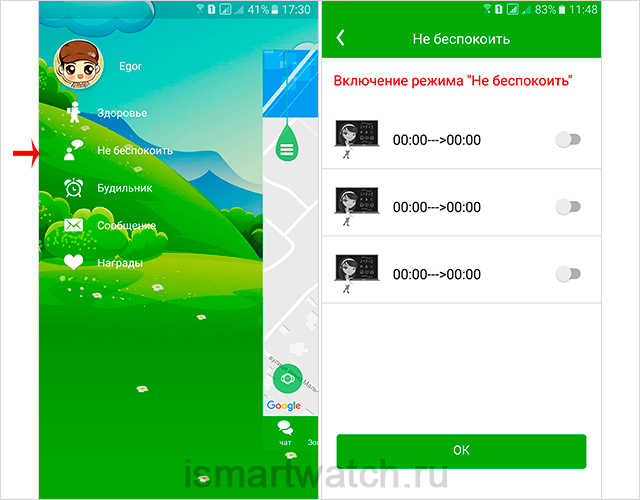 41% 17:30
Egor
Здоровье
Не беспокоить
Будильник
Сообщение
Награды
Google
чат
83% 11:48
Не беспокоить
Включение режима "Не беспокоить"
00:00--->00:00
00:00--->00:00
00:00--->00:00
OK
ismartwatch.ru